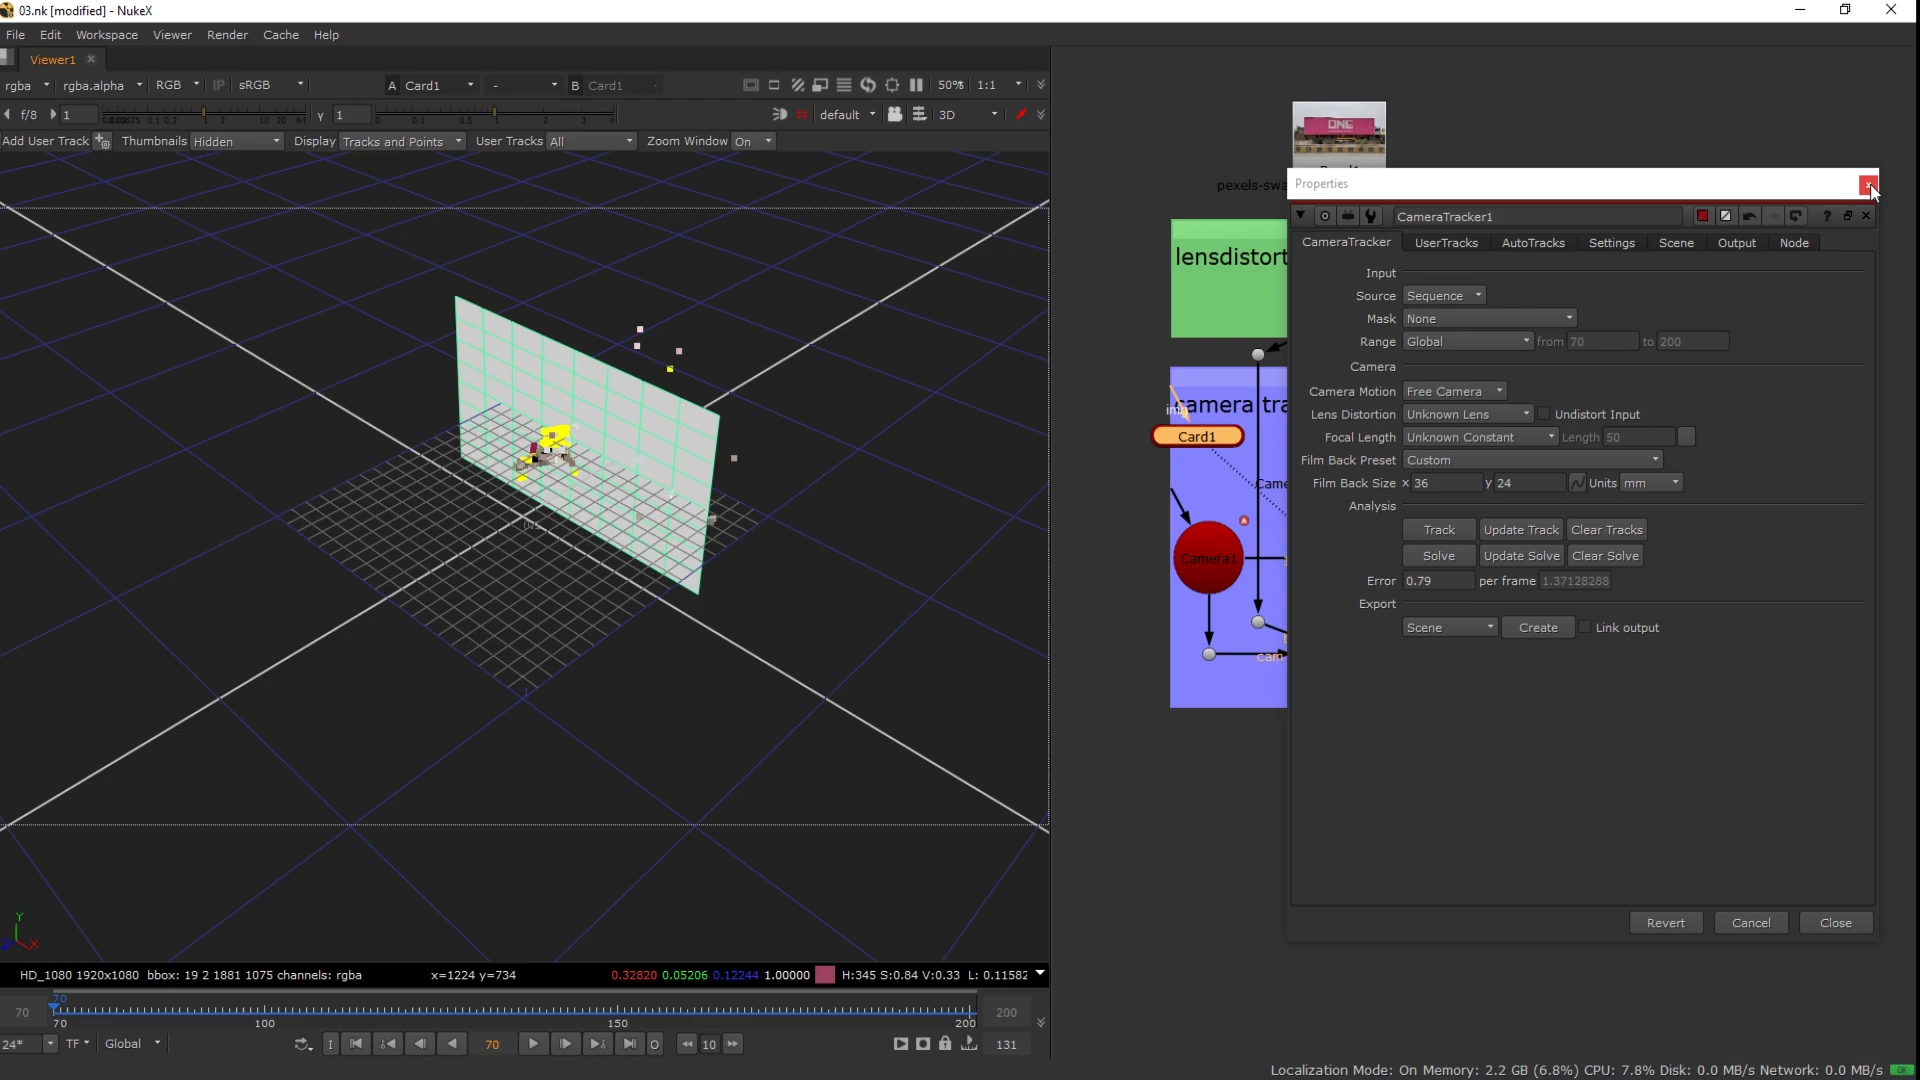 03.nk [modified] - NukeX
File Edit Workspace Viewer Render Cache Help
Viewer1
rgba rgba.alpha RGB IP sRGB A Card1 - B Card1 50% 1:1
f/8 1 Y 1 default 3D
Add User Track Thumbnails Hidden Display Tracks and Points User Tracks All Zoom Window On
ONE
pexels-swa
Properties
CameraTracker1
CameraTracker UserTracks AutoTracks Settings Scene Output Node
lensdistort
Input
Source Sequence
Mask None
Range Global from 70 to 200
Camera
Camera Motion Free Camera
camera tra
img
Lens Distortion Unknown Lens Undistort Input
Card1
Focal Length Unknown Constant Length 50
Film Back Preset Custom
Film Back Size x 36 y 24 Units mm
Came
Analysis
A
Track Update Track Clear Tracks
Camera1
Solve Update Solve Clear Solve
Error 0.79 per frame 1.37128288
Export
Scene Create Link output
cam
Revert Cancel Close
Y
Z X
HD_1080 1920x1080 bbox: 19 2 1881 1075 channels: rgba x=1224 y=734 0.32820 0.05206 0.12244 1.00000 H:345 S:0.84 V:0.33 L: 0.11582
70
70 200
70 100 150 200
24* TF Global I 70 O 10 131
Localization Mode: On Memory: 2.2 GB (6.8%) CPU: 7.8% Disk: 0.0 MB/s Network: 0.0 MB/s OK